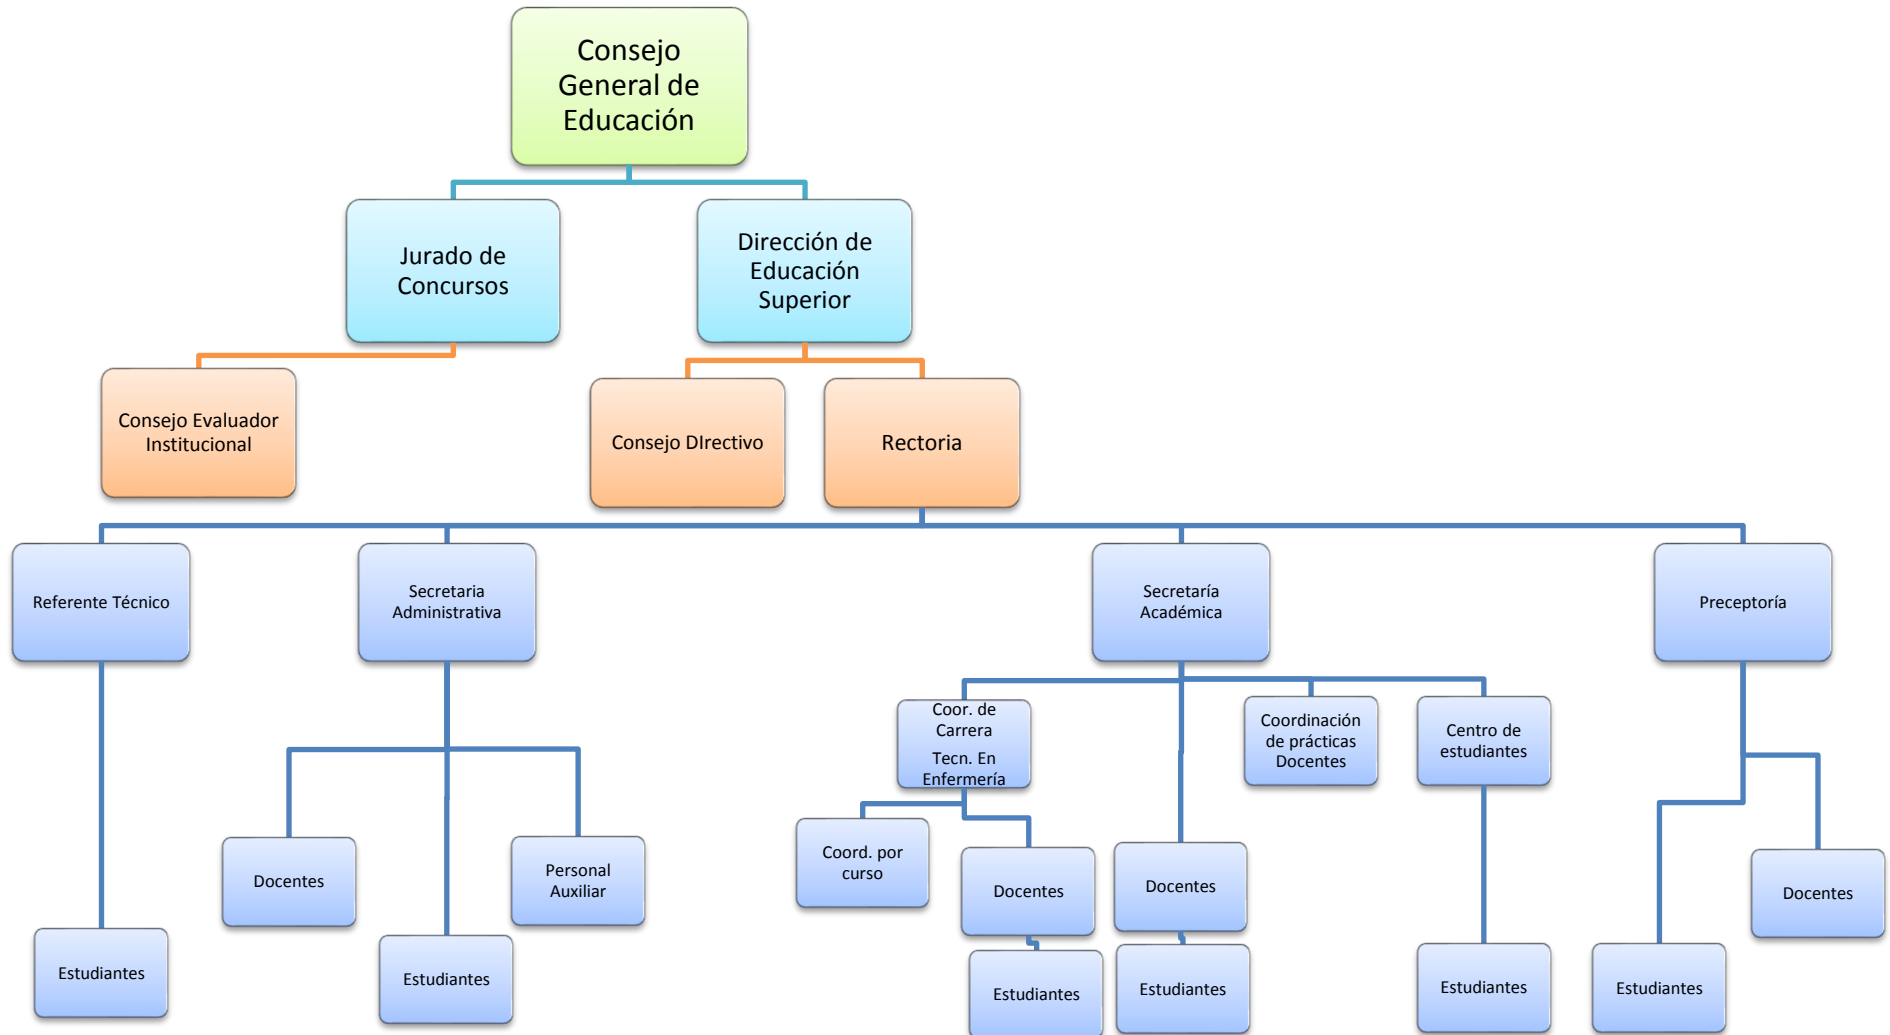 Consejo
General de
Educación
Jurado de
Concursos
Dirección de
Educación
Superior
Consejo Evaluador
Institucional
Consejo DIrectivo
Rectoria
Referente Técnico
Secretaria
Administrativa
Secretaría
Académica
Preceptoría
Coor. de
Carrera
Tecn. En
Enfermería
Coordinación
de prácticas
Docentes
Centro de
estudiantes
Docentes
Personal
Auxiliar
Coord. por
curso
Docentes
Docentes
Docentes
Estudiantes
Estudiantes
Estudiantes
Estudiantes
Estudiantes
Estudiantes